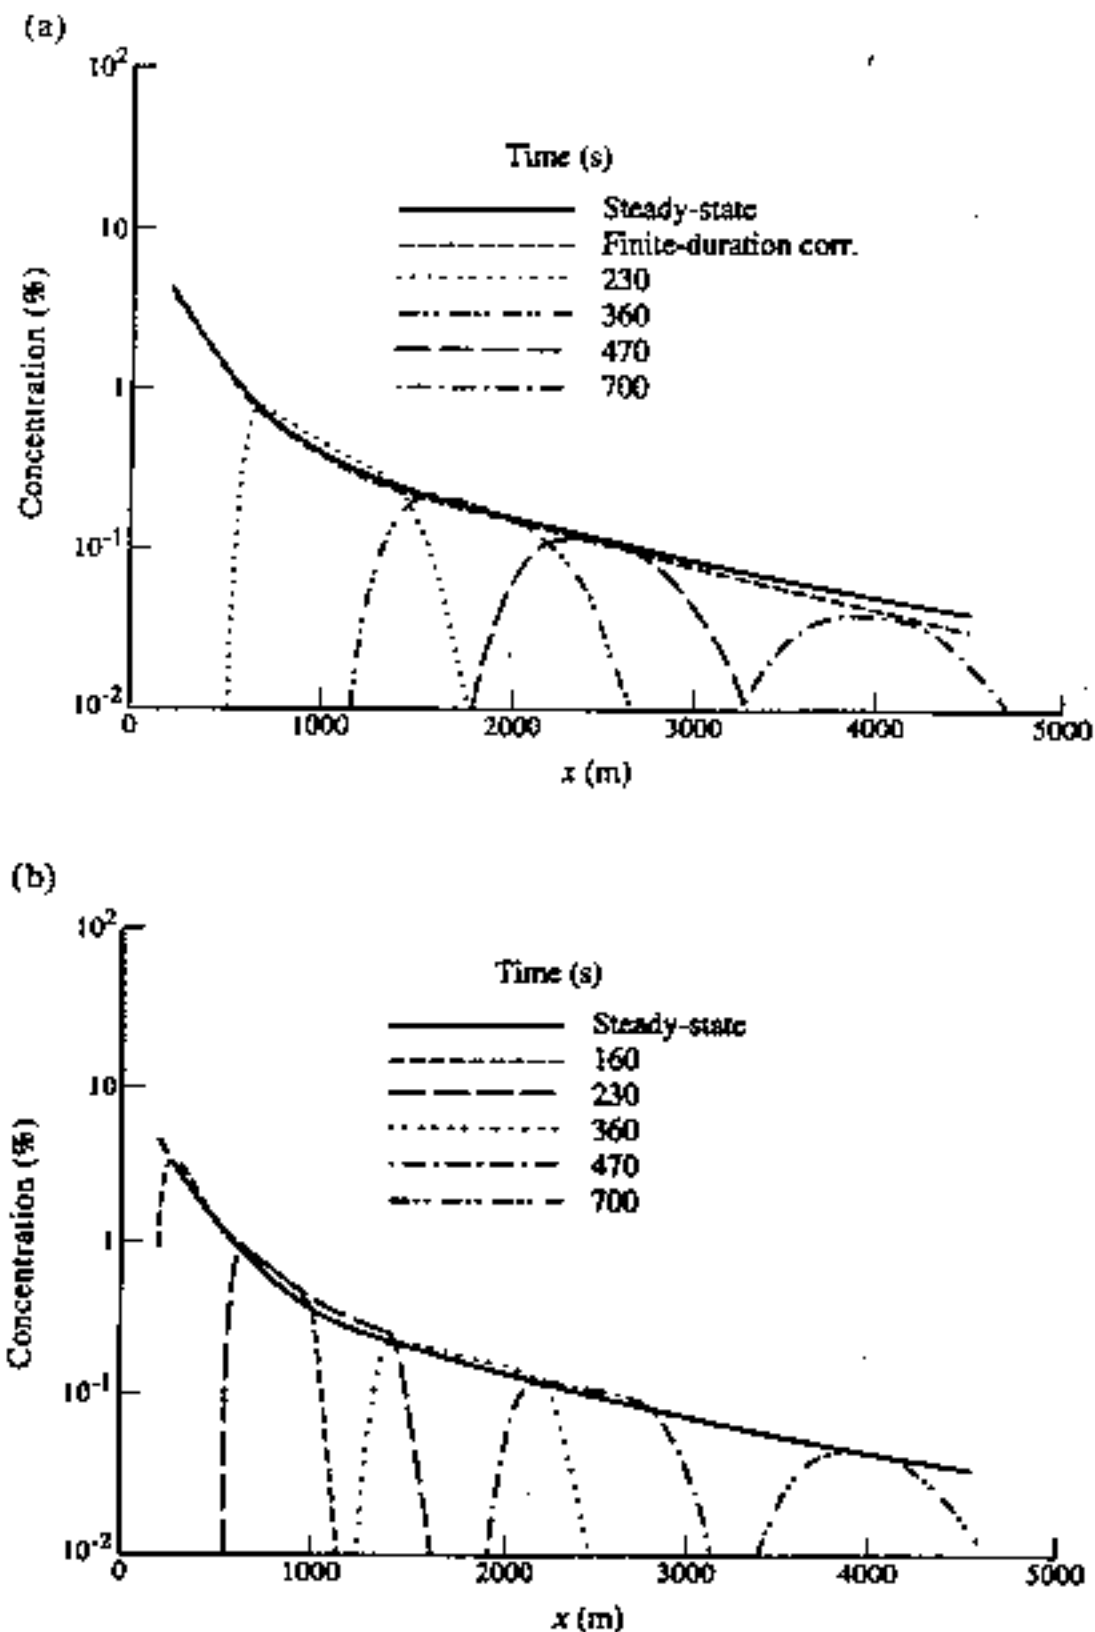 (a)
10²
10
1
10⁻¹
10⁻²
Concentration (%)
Time (s)
Steady-state
Finite-duration corr.
230
360
470
700
0 1000 2000 3000 4000 5000
x (m)
(b)
10²
10
1
10⁻¹
10⁻²
Concentration (%)
Time (s)
Steady-state
160
230
360
470
700
0 1000 2000 3000 4000 5000
x (m)